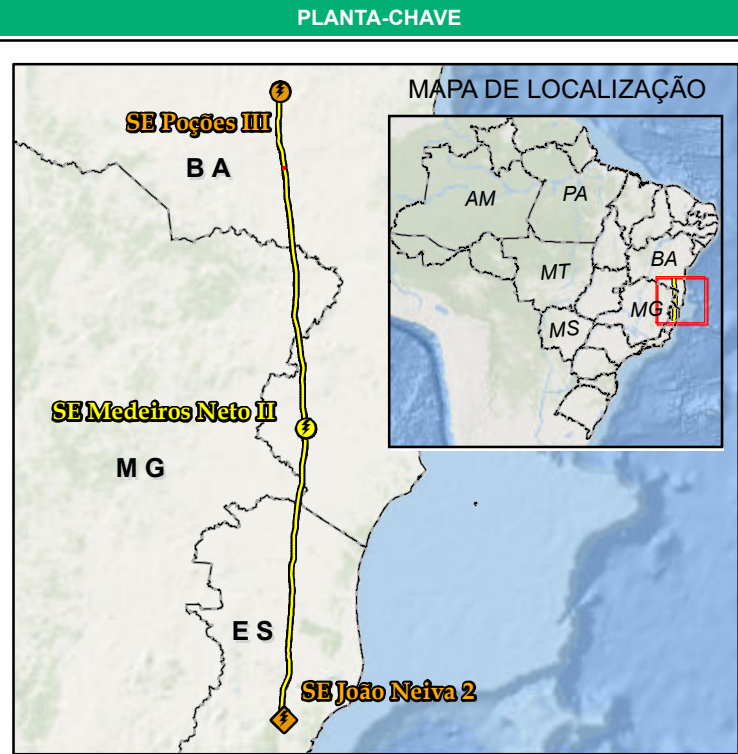 PLANTA-CHAVE
MAPA DE LOCALIZAÇÃO
SE Poções III
B A
AM
PA
BA
MT
MG
MS
SE Medeiros Neto II
M G
E S
SE João Neiva 2